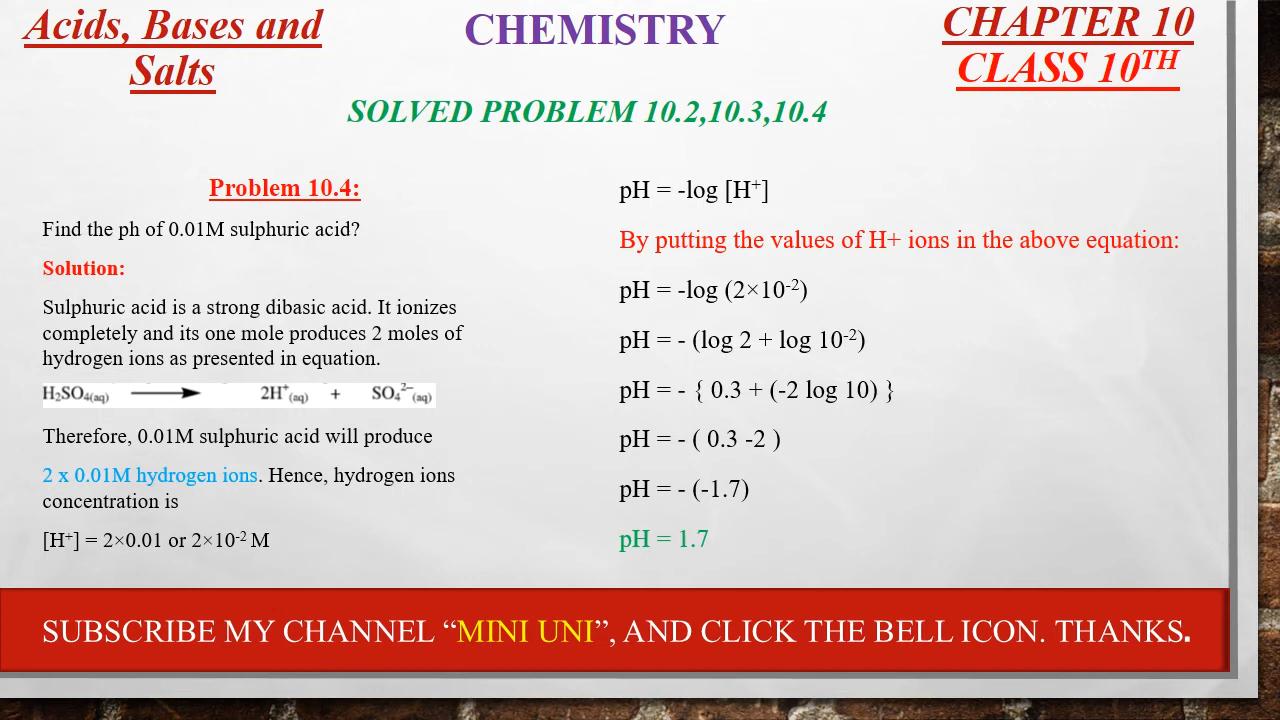 Acids, Bases and
Salts
CHEMISTRY
CHAPTER 10
CLASS 10TH
SOLVED PROBLEM 10.2,10.3,10.4
Problem 10.4:
Find the ph of 0.01M sulphuric acid?
Solution:
Sulphuric acid is a strong dibasic acid. It ionizes
completely and its one mole produces 2 moles of
hydrogen ions as presented in equation.
H₂SO₄(aq) ⟶ 2H⁺(aq) + SO₄²⁻(aq)
Therefore, 0.01M sulphuric acid will produce
2 x 0.01M hydrogen ions. Hence, hydrogen ions
concentration is
[H⁺] = 2×0.01 or 2×10⁻² M
pH = -log [H⁺]
By putting the values of H+ ions in the above equation:
pH = -log (2×10⁻²)
pH = - (log 2 + log 10⁻²)
pH = - { 0.3 + (-2 log 10) }
pH = - ( 0.3 -2 )
pH = - (-1.7)
pH = 1.7
SUBSCRIBE MY CHANNEL “MINI UNI”, AND CLICK THE BELL ICON. THANKS.